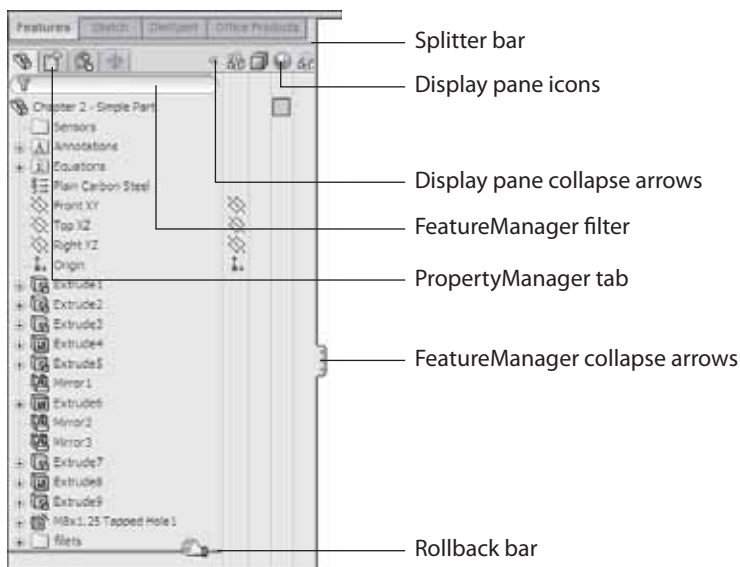 Features Sketch Evaluate Office Products
Splitter bar
Display pane icons
Chapter 2 - Simple Part
Sensors
Annotations
Equations
Plain Carbon Steel
Display pane collapse arrows
Front XY
Top XZ
FeatureManager filter
Right YZ
Origin
PropertyManager tab
Extrude1
Extrude2
Extrude3
Extrude4
FeatureManager collapse arrows
Extrude5
Mirror1
Extrude6
Mirror2
Mirror3
Extrude7
Extrude8
Extrude9
M8x1.25 Tapped Hole1
fillets
Rollback bar